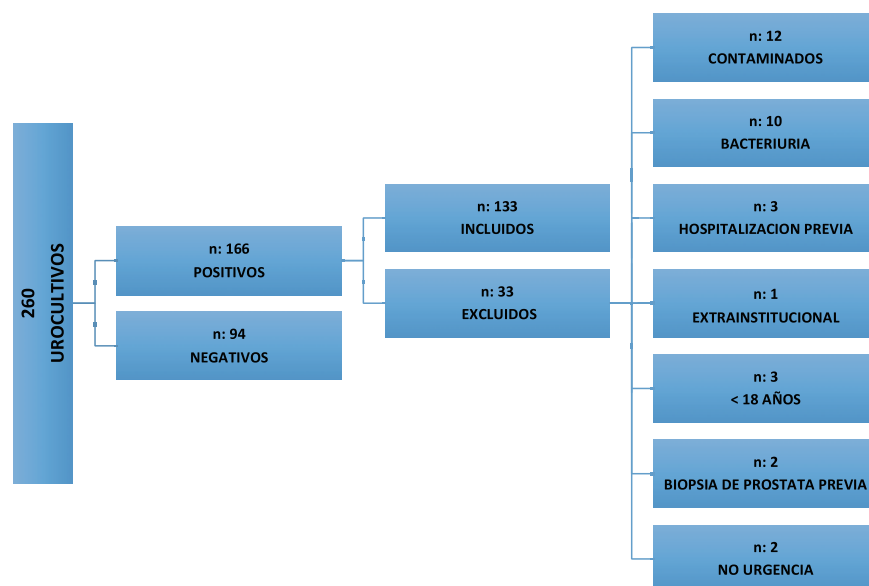 260
UROCULTIVOS
n: 166
POSITIVOS
n: 94
NEGATIVOS
n: 133
INCLUIDOS
n: 33
EXCLUIDOS
n: 12
CONTAMINADOS
n: 10
BACTERIURIA
n: 3
HOSPITALIZACION PREVIA
n: 1
EXTRAINSTITUCIONAL
n: 3
< 18 AÑOS
n: 2
BIOPSIA DE PROSTATA PREVIA
n: 2
NO URGENCIA